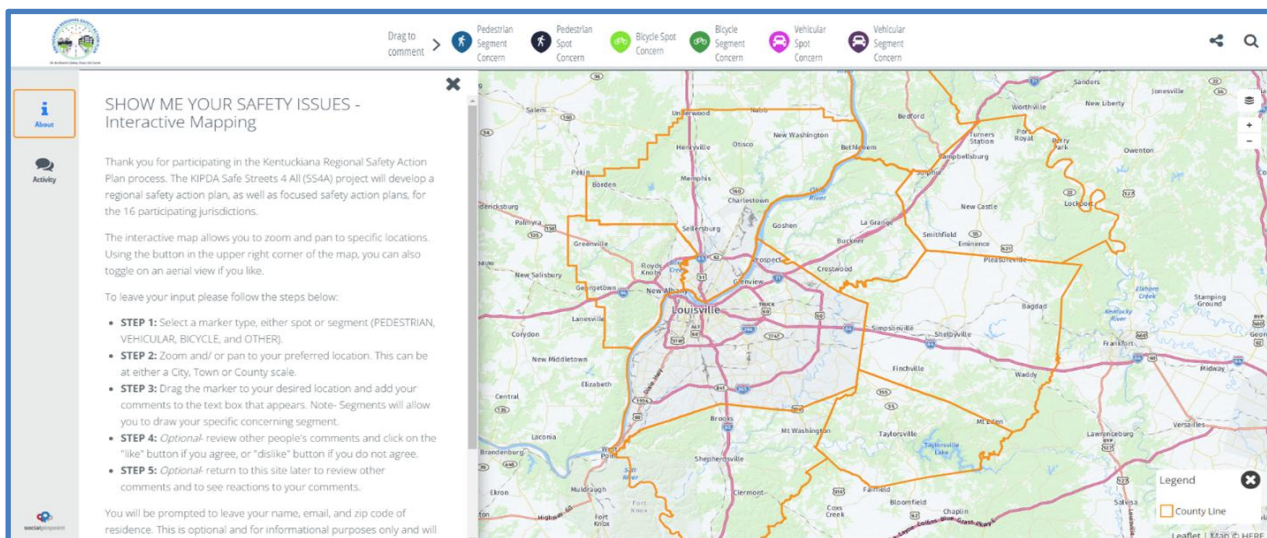 Drag to
comment
Pedestrian
Segment
Concern
Pedestrian
Spot
Concern
Bicycle Spot
Concern
Bicycle
Segment
Concern
Vehicular
Spot
Concern
Vehicular
Segment
Concern
About
Activity
SHOW ME YOUR SAFETY ISSUES -
Interactive Mapping
Thank you for participating in the Kentuckiana Regional Safety Action
Plan process. The KIPDA Safe Streets 4 All (SS4A) project will develop a
regional safety action plan, as well as focused safety action plans, for
the 16 participating jurisdictions.
The interactive map allows you to zoom and pan to specific locations.
Using the button in the upper right corner of the map, you can also
toggle on an aerial view if you like.
To leave your input please follow the steps below:
• STEP 1: Select a marker type, either spot or segment (PEDESTRIAN,
VEHICULAR, BICYCLE, and OTHER).
• STEP 2: Zoom and/ or pan to your preferred location. This can be
at either a City, Town or County scale.
• STEP 3: Drag the marker to your desired location and add your
comments to the text box that appears. Note- Segments will allow
you to draw your specific concerning segment.
• STEP 4: Optional- review other people's comments and click on the
"like" button if you agree, or "dislike" button if you do not agree.
• STEP 5: Optional- return to this site later to review other
comments and to see reactions to your comments.
You will be prompted to leave your name, email, and zip code of
residence. This is optional and for informational purposes only and will
socialpinpoint
Salem
Underwood
Nabb
New Washington
Bedford
Worthville
Sanders
Jonesville
New Liberty
Owenton
Henryville
Otisco
Bethlehem
Turners
Station
Port
Royal
Perry
Park
Campbellsburg
Pekin
Borden
Memphis
Charlestown
Ohio
River
Sulphur
New Castle
Lockport
Palmyra
Sellersburg
Goshen
La Grange
Smithfield
Eminence
Greenville
Buckner
Pleasureville
New Salisbury
Prospect
Crestwood
Georgetown
New Albany
Glenview
Elkhorn
Creek
Stamping
Ground
Louisville
Bagdad
Kentucky
River
Corydon
Lanesville
Simpsonville
Shelbyville
Frankfort
New Middletown
Finchville
Waddy
Midway
Elizabeth
Dixie Hwy
Central
Brooks
Mt Washington
Mt Eden
Laconia
Taylorsville
Taylorsville
Lake
Lawrenceburg
Versailles
Brandenburg
West
Point
Salt
River
Shepherdsville
Ekron
Muldraugh
Clermont
Fairfield
Bloomfield
Salvisa
Highway 60
Fort
Knox
Coxs
Creek
Chaplin
Legend
County Line
Leaflet | Map © HERE